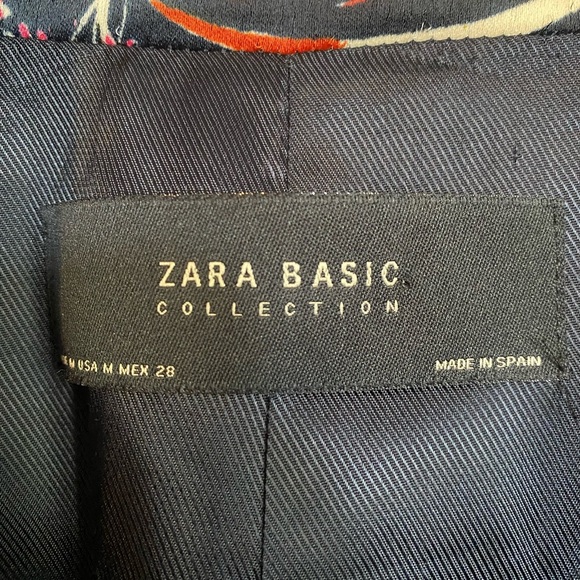 ZARA BASIC
COLLECTION
M USA M MEX 28
MADE IN SPAIN